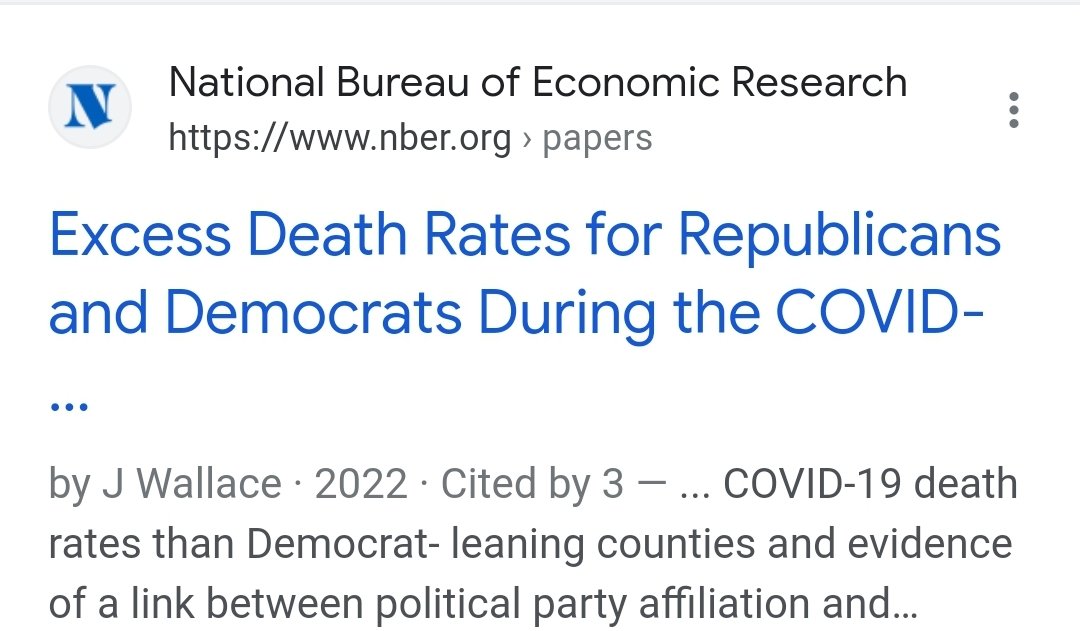 N
National Bureau of Economic Research
https://www.nber.org › papers
Excess Death Rates for Republicans
and Democrats During the COVID-
...
by J Wallace · 2022 · Cited by 3 — ... COVID-19 death
rates than Democrat- leaning counties and evidence
of a link between political party affiliation and...